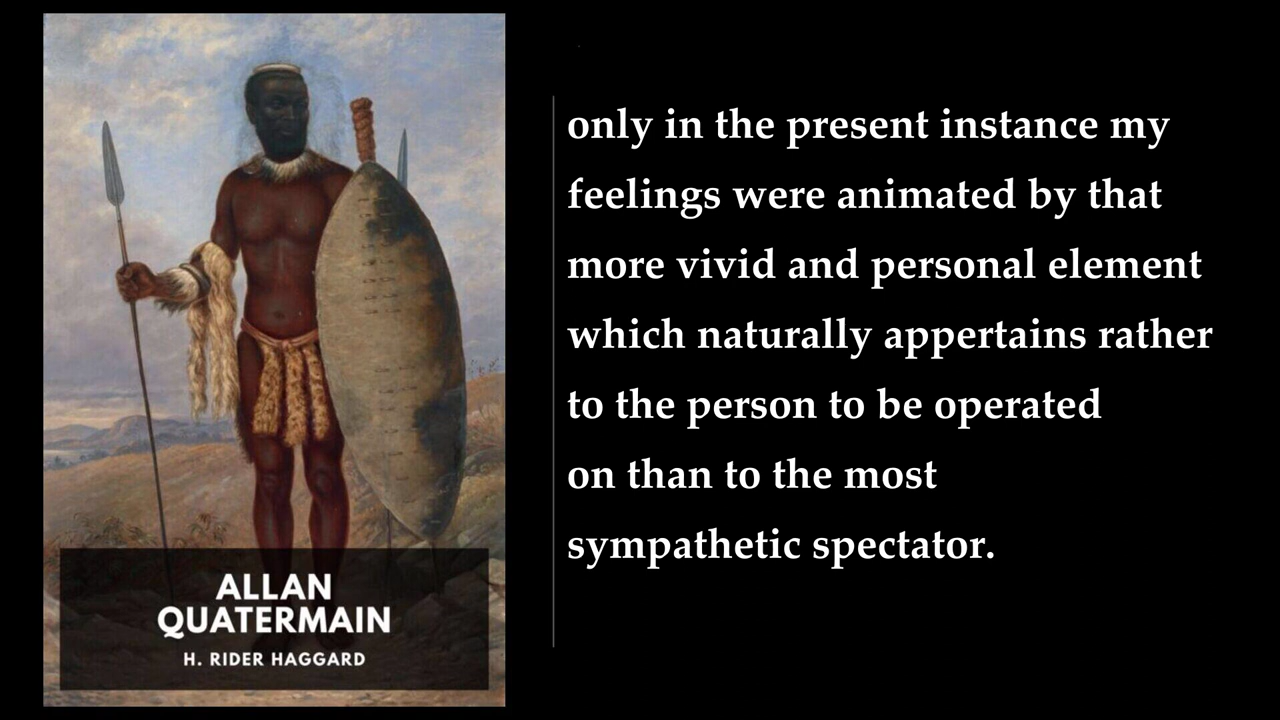 ALLAN
QUATERMAIN
H. RIDER HAGGARD
only in the present instance my
feelings were animated by that
more vivid and personal element
which naturally appertains rather
to the person to be operated
on than to the most
sympathetic spectator.